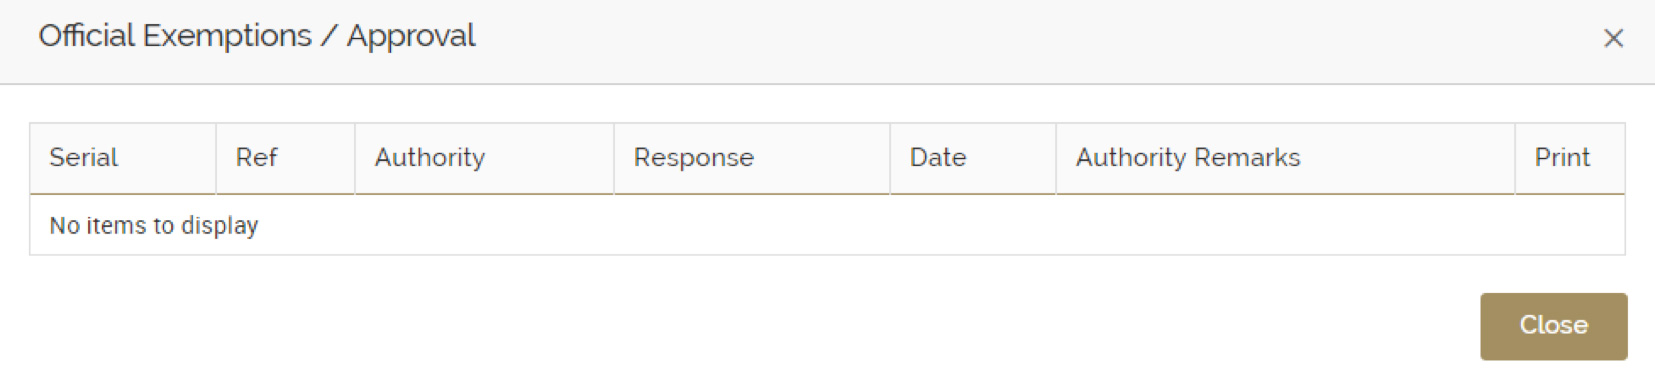 Official Exemptions / Approval
Serial Ref Authority Response Date Authority Remarks Print
No items to display
Close